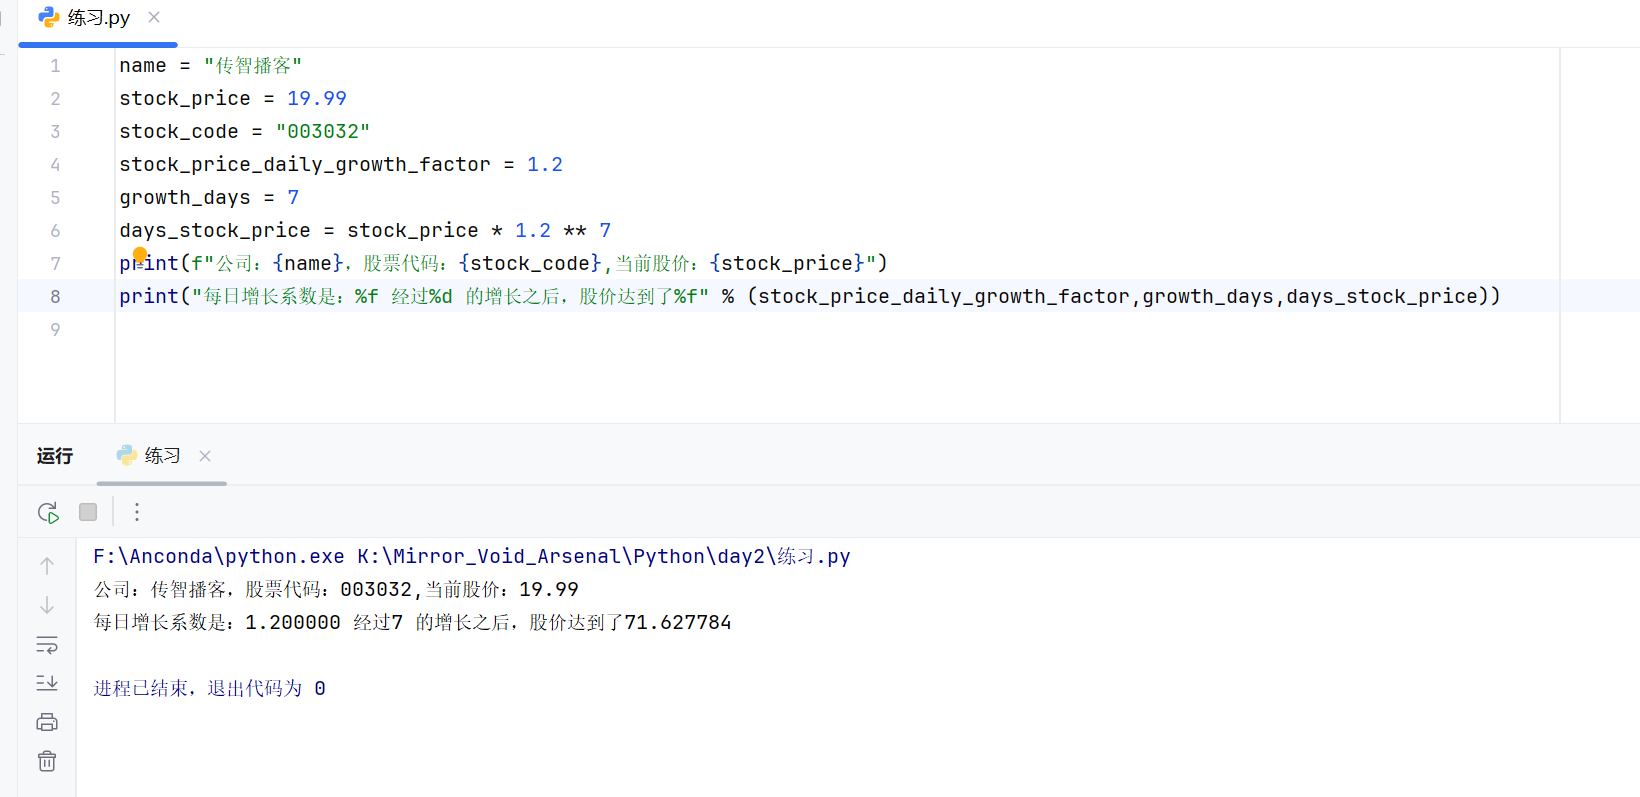 练习.py
1 name = "传智播客"
2 stock_price = 19.99
3 stock_code = "003032"
4 stock_price_daily_growth_factor = 1.2
5 growth_days = 7
6 days_stock_price = stock_price * 1.2 ** 7
7 print(f"公司：{name}，股票代码：{stock_code},当前股价：{stock_price}")
8 print("每日增长系数是：%f 经过%d 的增长之后，股价达到了%f" % (stock_price_daily_growth_factor,growth_days,days_stock_price))
9
运行 练习
F:\Anconda\python.exe K:\Mirror_Void_Arsenal\Python\day2\练习.py
公司：传智播客，股票代码：003032,当前股价：19.99
每日增长系数是：1.200000 经过7 的增长之后，股价达到了71.627784
进程已结束，退出代码为 0